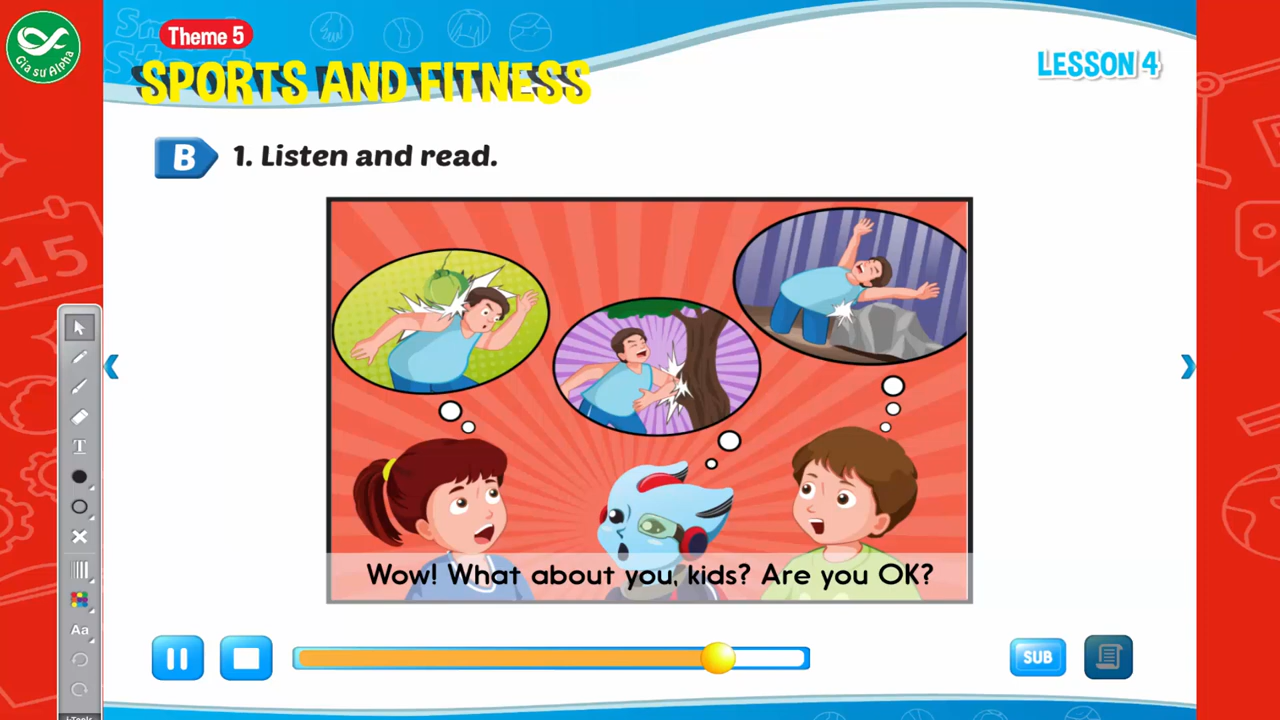 Gia sư Alpha
Theme 5
SPORTS AND FITNESS
LESSON 4
B 1. Listen and read.
15
Wow! What about you, kids? Are you OK?
T
Aa
SUB